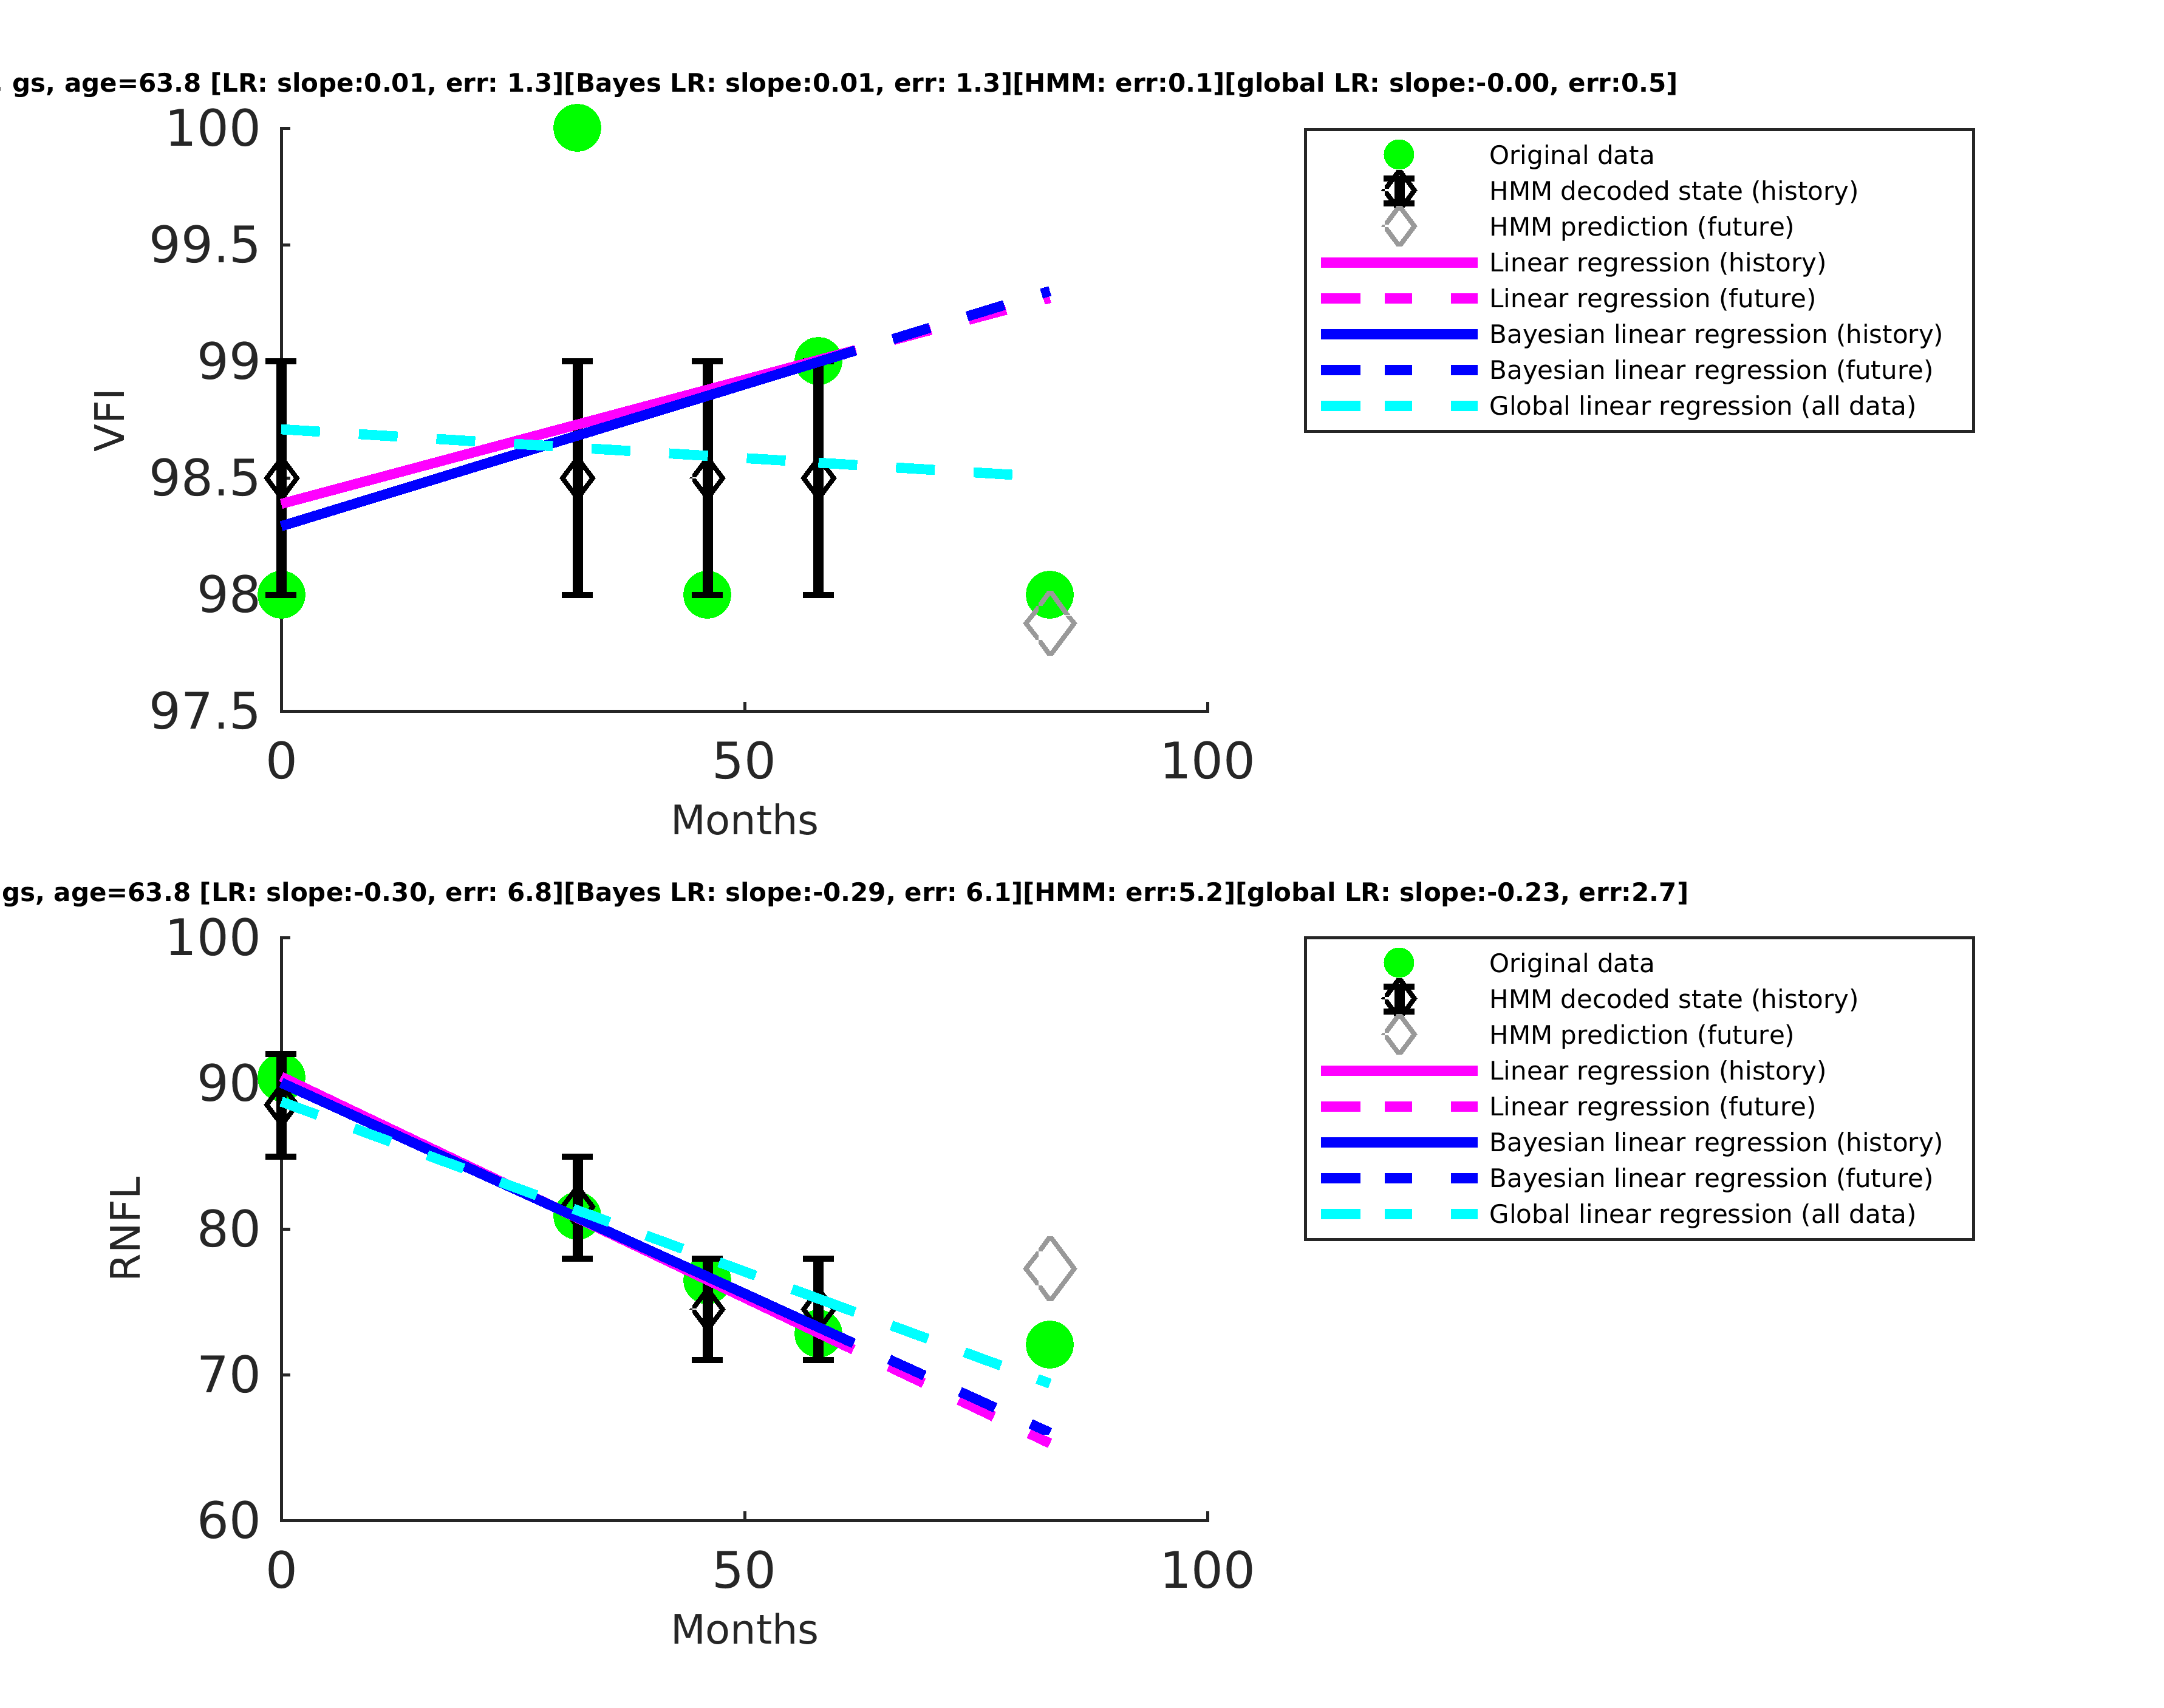 gs, age=63.8 [LR: slope:0.01, err: 1.3][Bayes LR: slope:0.01, err: 1.3][HMM: err:0.1][global LR: slope:-0.00, err:0.5]
100
99.5
99
98.5
98
97.5
VFI
0
50
100
Months
Original data
HMM decoded state (history)
HMM prediction (future)
Linear regression (history)
Linear regression (future)
Bayesian linear regression (history)
Bayesian linear regression (future)
Global linear regression (all data)
gs, age=63.8 [LR: slope:-0.30, err: 6.8][Bayes LR: slope:-0.29, err: 6.1][HMM: err:5.2][global LR: slope:-0.23, err:2.7]
100
90
80
70
60
RNFL
0
50
100
Months
Original data
HMM decoded state (history)
HMM prediction (future)
Linear regression (history)
Linear regression (future)
Bayesian linear regression (history)
Bayesian linear regression (future)
Global linear regression (all data)